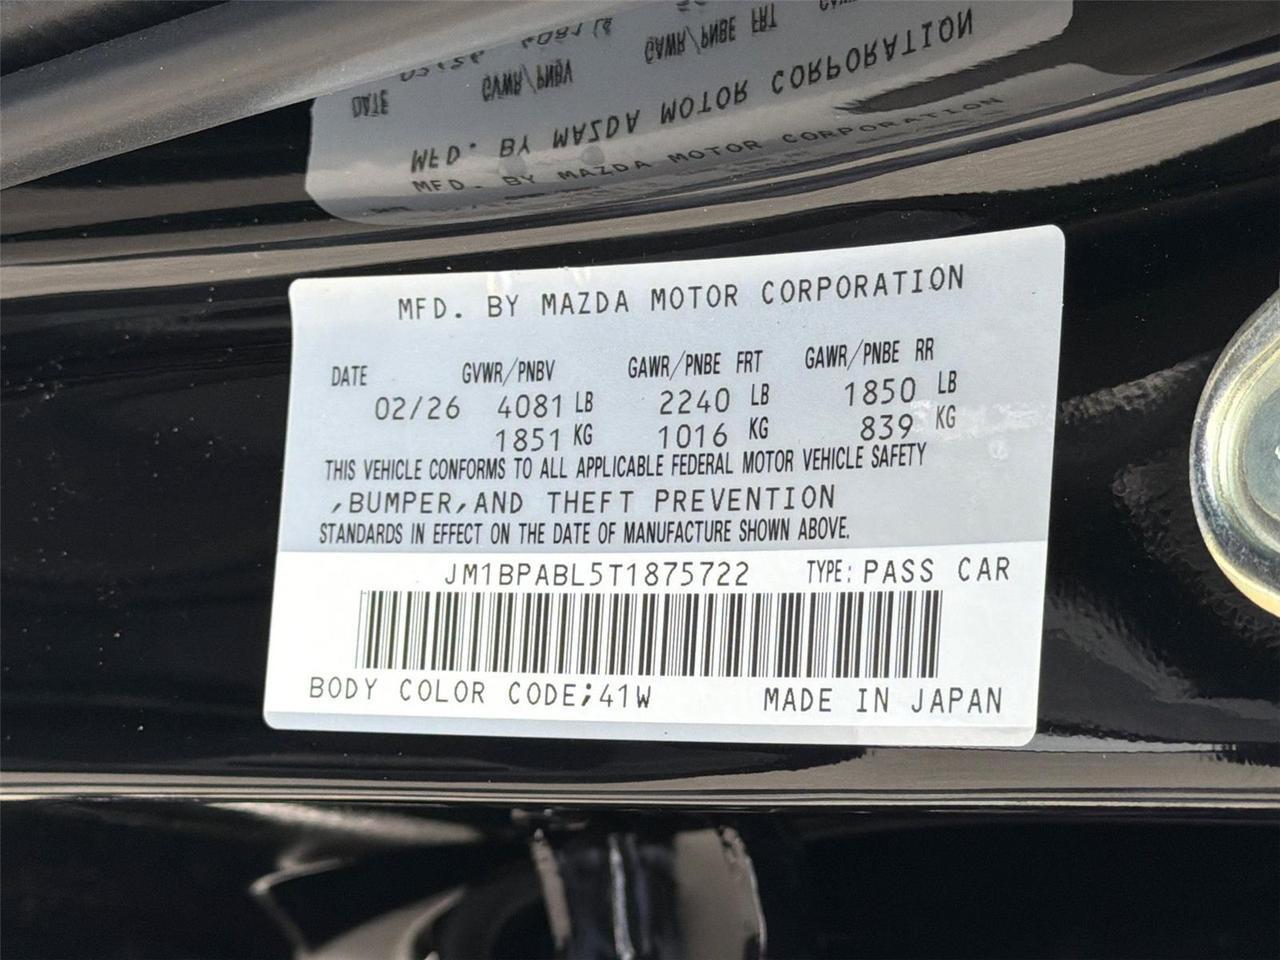 MFD. BY MAZDA MOTOR CORPORATION
DATE GVWR/PNBV GAWR/PNBE FRT GAWR/PNBE RR
02/26 4081 LB 2240 LB 1850 LB
1851 KG 1016 KG 839 KG
THIS VEHICLE CONFORMS TO ALL APPLICABLE FEDERAL MOTOR VEHICLE SAFETY
,BUMPER,AND THEFT PREVENTION
STANDARDS IN EFFECT ON THE DATE OF MANUFACTURE SHOWN ABOVE.
JM1BPABL5T1875722 TYPE: PASS CAR
BODY COLOR CODE;41W MADE IN JAPAN